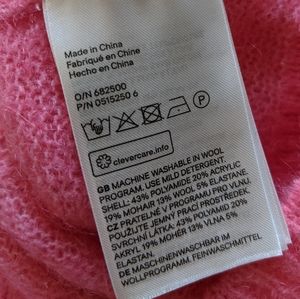 Made in China
Fabriqué en Chine
Hecho en China
O/N 682500
P/N 0515250 6
P
clevercare.info
GB MACHINE WASHABLE IN WOOL
PROGRAM. USE MILD DETERGENT.
SHELL: 43% POLYAMIDE 20% ACRYLIC
19% MOHAIR 13% WOOL 5% ELASTANE.
CZ PRATELNÉ V PROGRAMU PRO VLNU.
POUŽIJTE JEMNÝ PRACÍ PROSTŘEDEK.
SVRCHNÍ LÁTKA: 43% POLYAMID 20%
AKRYL 19% MOHÉR 13% VLNA 5%
ELASTAN.
DE MASCHINENWASCHBAR IM
WOLLPROGRAMM. FEINWASCHMITTEL